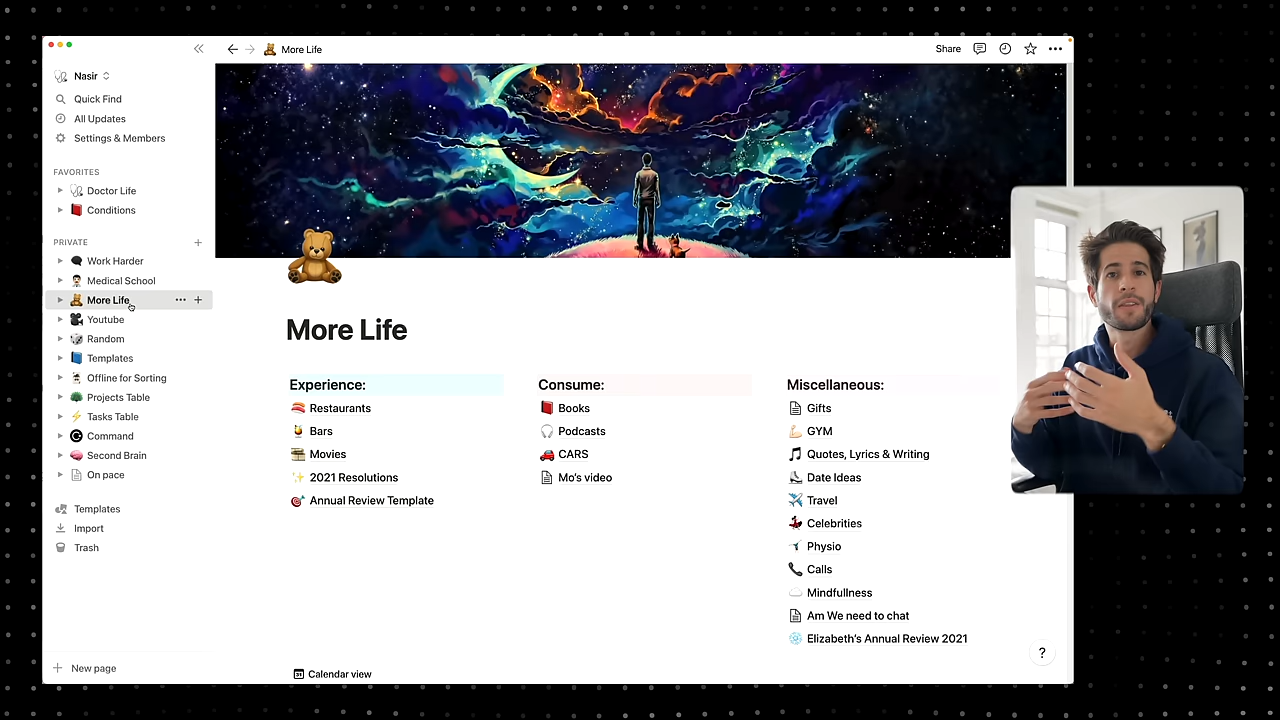 More Life
Share
Nasir
Quick Find
All Updates
Settings & Members
FAVORITES
Doctor Life
Conditions
PRIVATE
Work Harder
Medical School
More Life
Youtube
Random
Templates
Offline for Sorting
Projects Table
Tasks Table
Command
Second Brain
On pace
Templates
Import
Trash
New page
More Life
Experience:
Restaurants
Bars
Movies
2021 Resolutions
Annual Review Template
Consume:
Books
Podcasts
CARS
Mo's video
Miscellaneous:
Gifts
GYM
Quotes, Lyrics & Writing
Date Ideas
Travel
Celebrities
Physio
Calls
Mindfullness
Am We need to chat
Elizabeth's Annual Review 2021
?
31 Calendar view